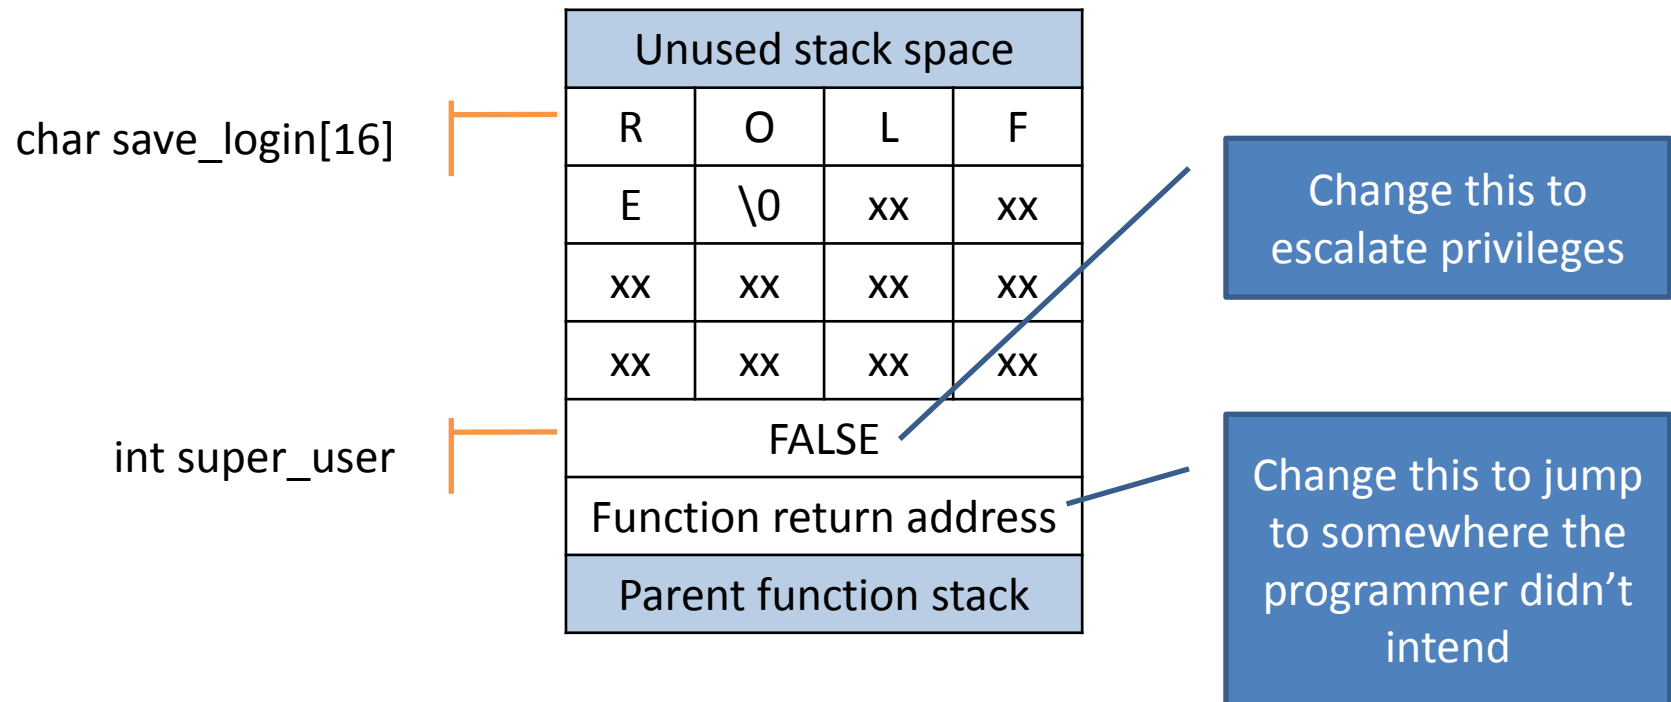 Unused stack space
char save_login[16]
R O L F
E \0 xx xx
xx xx xx xx
xx xx xx xx
int super_user
FALSE
Function return address
Parent function stack
Change this to
escalate privileges
Change this to jump
to somewhere the
programmer didn’t
intend